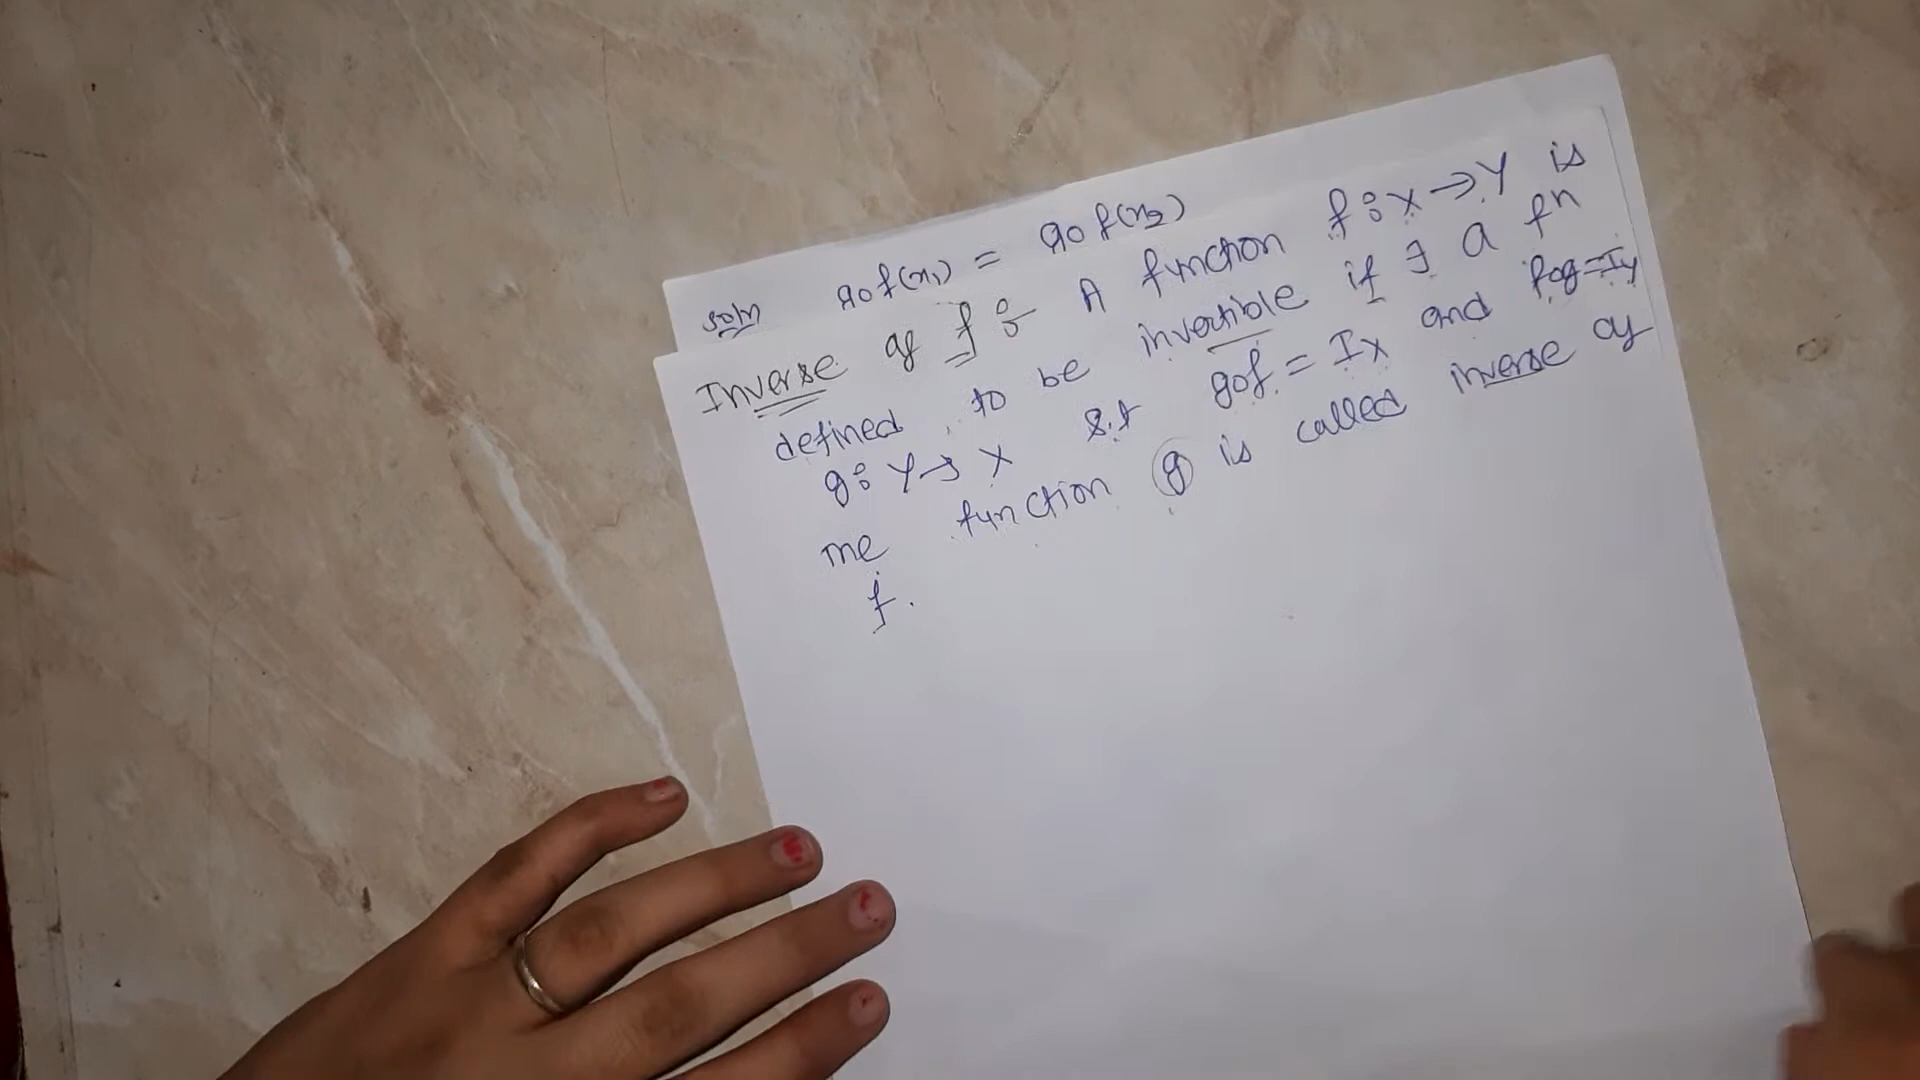 soln gof(x₁) = gof(x₂)
Inverse of f : A function f : X → Y is
defined to be invertible if ∃ a fn
g : Y → X s.t gof = Ix and fog = Iy
The function g is called inverse of
f.